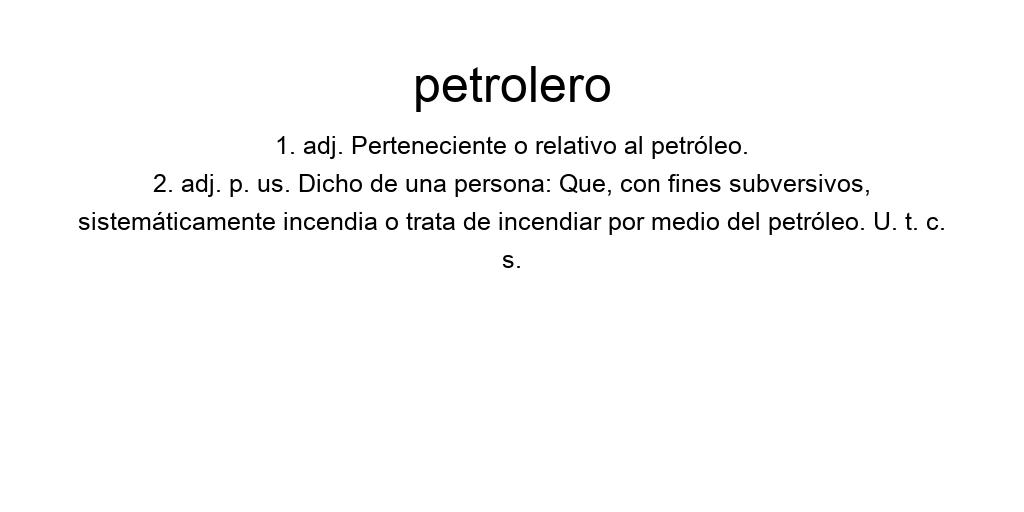 petrolero
1. adj. Perteneciente o relativo al petróleo.
2. adj. p. us. Dicho de una persona: Que, con fines subversivos,
sistemáticamente incendia o trata de incendiar por medio del petróleo. U. t. c.
s.